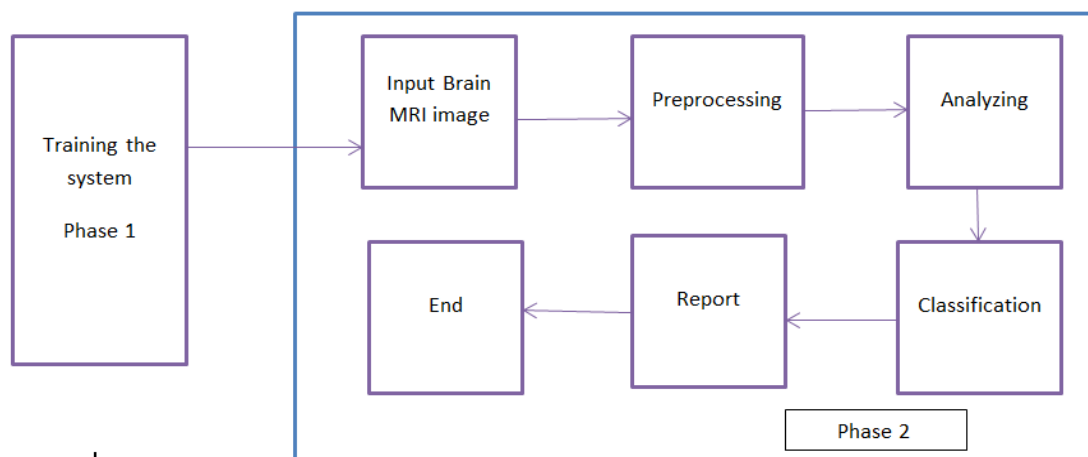 Training the
system
Phase 1
Input Brain
MRI image
Preprocessing
Analyzing
Classification
Report
End
Phase 2